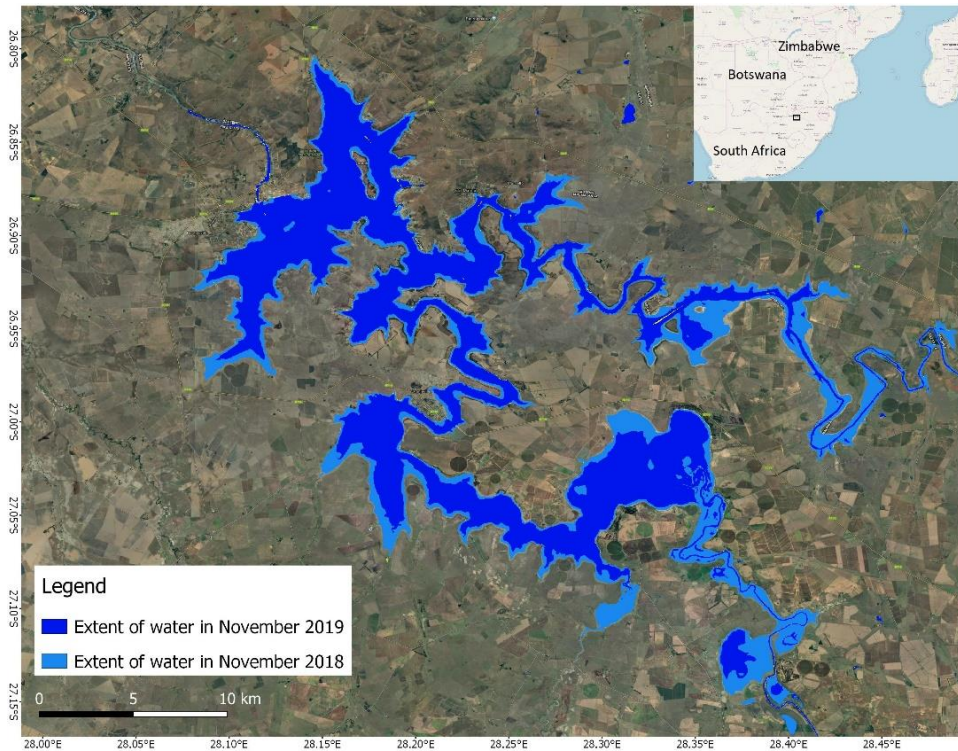 Zimbabwe
Botswana
South Africa
26.80°S
26.85°S
26.90°S
26.95°S
27.00°S
27.05°S
27.10°S
27.15°S
Legend
Extent of water in November 2019
Extent of water in November 2018
0 5 10 km
28.00°E 28.05°E 28.10°E 28.15°E 28.20°E 28.25°E 28.30°E 28.35°E 28.40°E 28.45°E